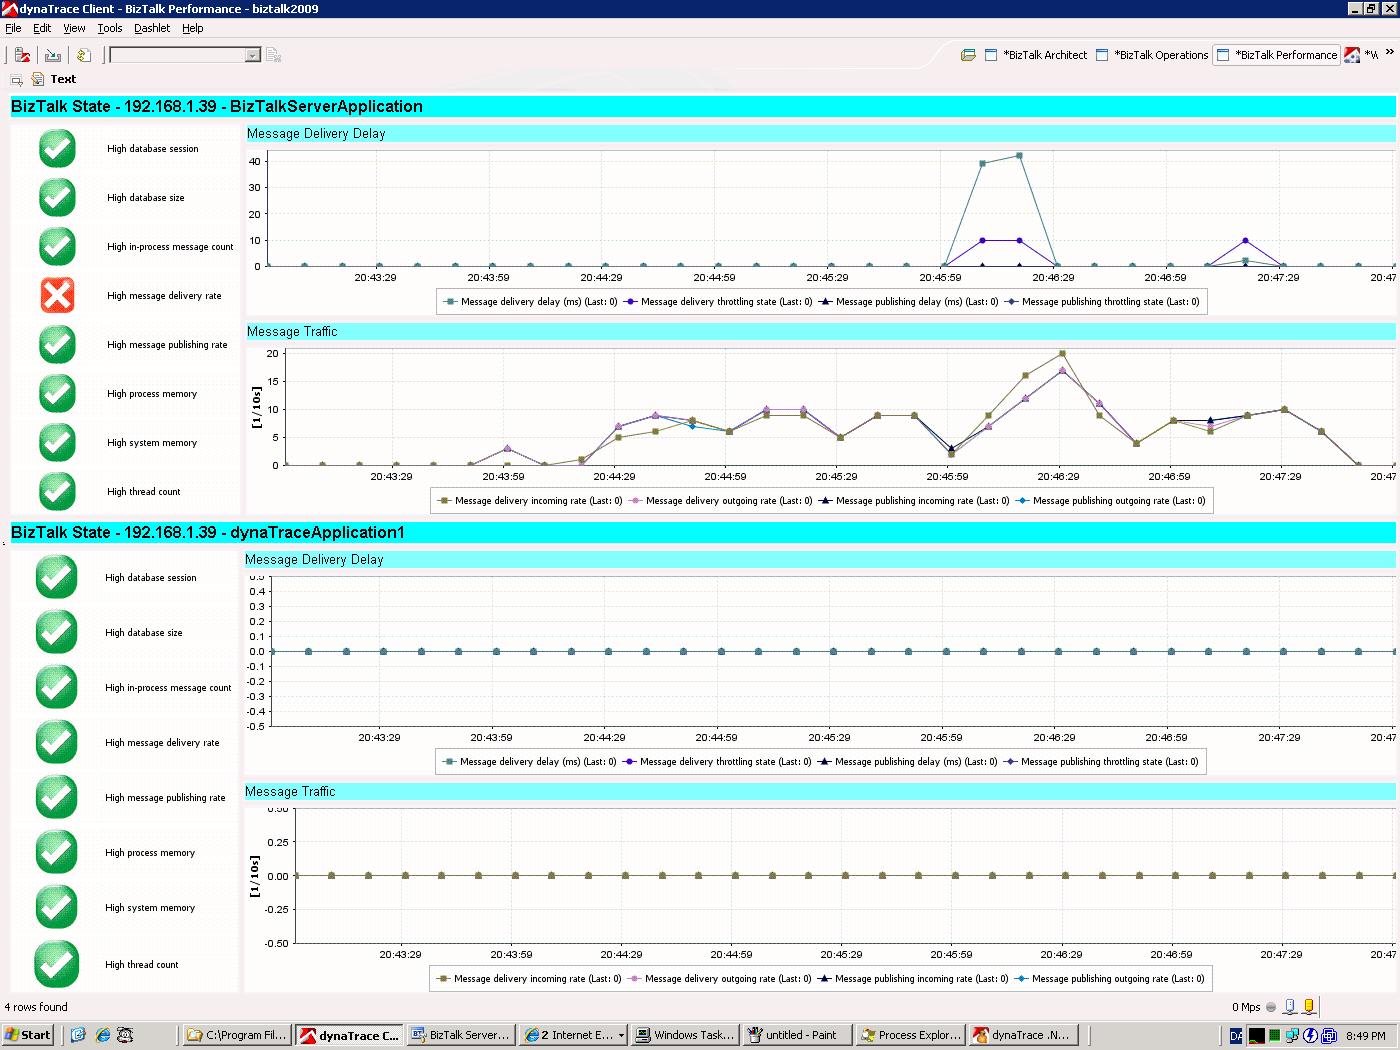 dynaTrace Client - BizTalk Performance - biztalk2009
File Edit View Tools Dashlet Help
*BizTalk Architect *BizTalk Operations *BizTalk Performance *V »
Text
BizTalk State - 192.168.1.39 - BizTalkServerApplication
High database session
High database size
High in-process message count
High message delivery rate
High message publishing rate
High process memory
High system memory
High thread count
Message Delivery Delay
40
30
20
10
0
20:43:29 20:43:59 20:44:29 20:44:59 20:45:29 20:45:59 20:46:29 20:46:59 20:47:29 20:47
Message delivery delay (ms) (Last: 0) Message delivery throttling state (Last: 0) Message publishing delay (ms) (Last: 0) Message publishing throttling state (Last: 0)
Message Traffic
[1/10s]
20
15
10
5
0
20:43:29 20:43:59 20:44:29 20:44:59 20:45:29 20:45:59 20:46:29 20:46:59 20:47:29 20:47
Message delivery incoming rate (Last: 0) Message delivery outgoing rate (Last: 0) Message publishing incoming rate (Last: 0) Message publishing outgoing rate (Last: 0)
BizTalk State - 192.168.1.39 - dynaTraceApplication1
High database session
High database size
High in-process message count
High message delivery rate
High message publishing rate
High process memory
High system memory
High thread count
Message Delivery Delay
0.5
0.4
0.3
0.2
0.1
0.0
-0.1
-0.2
-0.3
-0.4
-0.5
20:43:29 20:43:59 20:44:29 20:44:59 20:45:29 20:45:59 20:46:29 20:46:59 20:47:29 20:47
Message delivery delay (ms) (Last: 0) Message delivery throttling state (Last: 0) Message publishing delay (ms) (Last: 0) Message publishing throttling state (Last: 0)
Message Traffic
[1/10s]
0.50
0.25
0.00
-0.25
-0.50
20:43:29 20:43:59 20:44:29 20:44:59 20:45:29 20:45:59 20:46:29 20:46:59 20:47:29 20:47
Message delivery incoming rate (Last: 0) Message delivery outgoing rate (Last: 0) Message publishing incoming rate (Last: 0) Message publishing outgoing rate (Last: 0)
4 rows found
0 Mps
Start C:\Program Fil... dynaTrace C... BizTalk Server... 2 Internet E... Windows Task... untitled - Paint Process Explor... dynaTrace .N... DA 8:49 PM